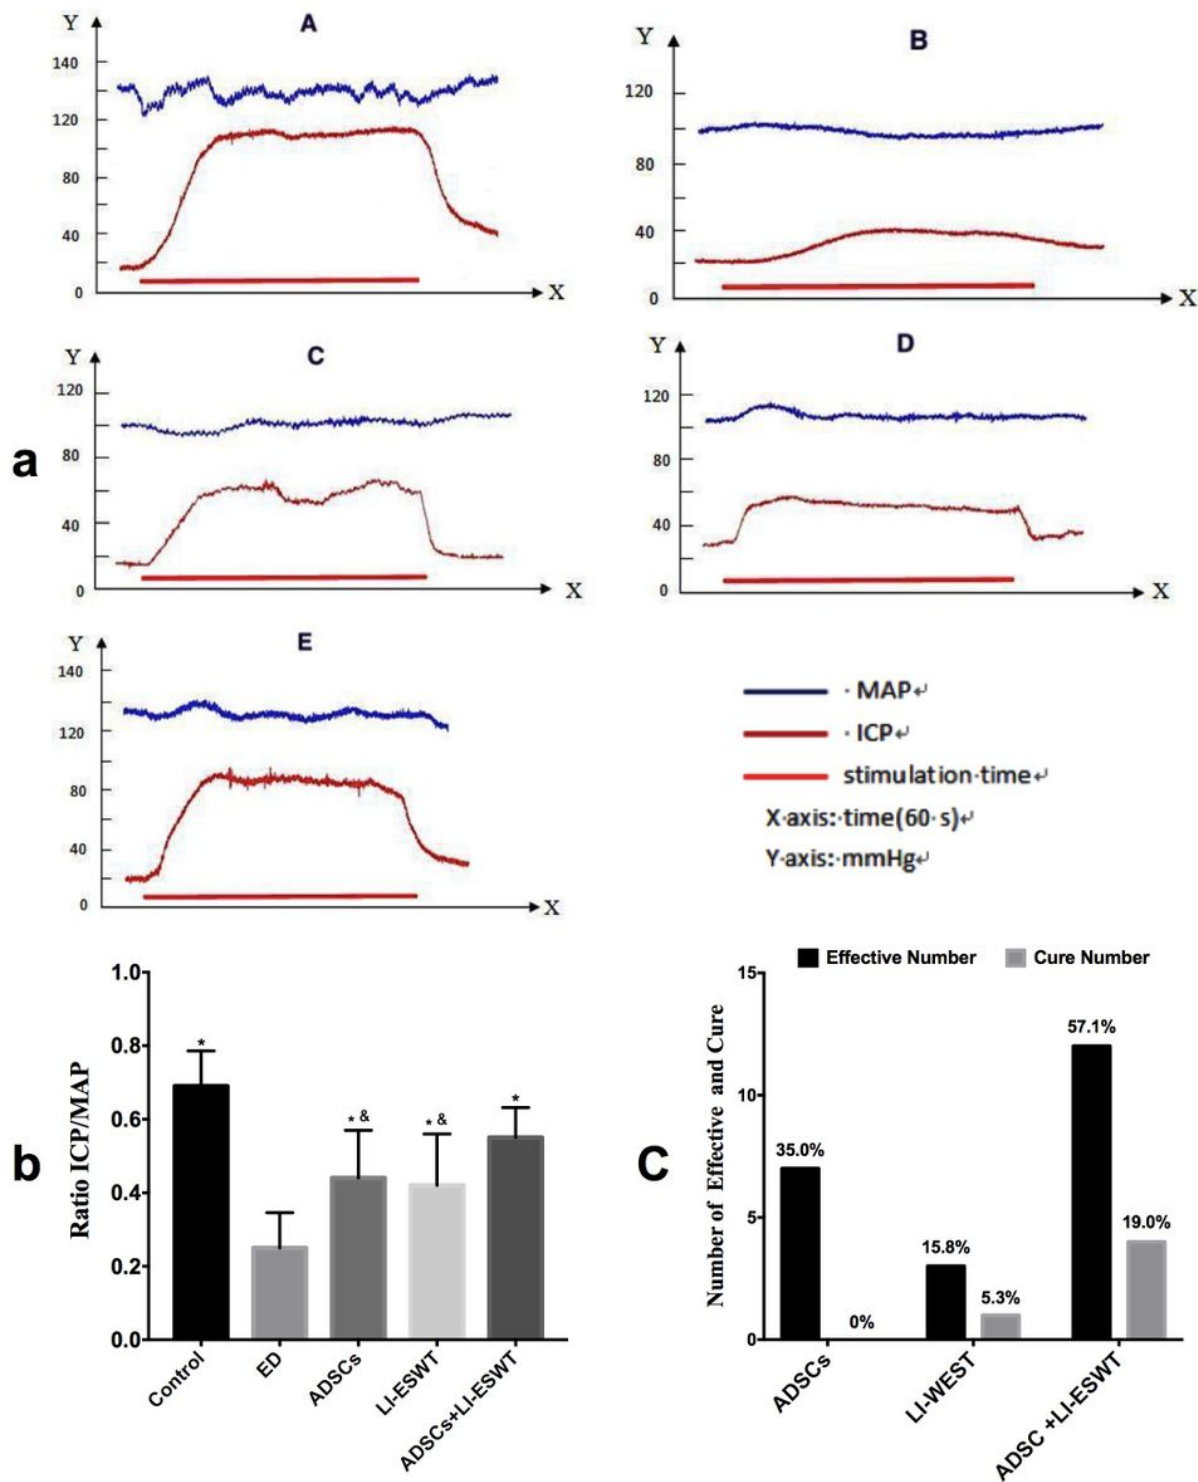 a
A
Y
140
120
80
40
0
X
B
Y
120
80
40
0
X
C
Y
120
80
40
0
X
D
Y
120
80
40
0
X
E
Y
140
120
80
40
0
X
· MAP↵
· ICP↵
stimulation·time↵
X·axis:·time(60·s)↵
Y·axis:·mmHg↵
b
Ratio ICP/MAP
1.0
0.8
0.6
0.4
0.2
0.0
*
* &
* &
*
Control
ED
ADSCs
LI-ESWT
ADSCs+LI-ESWT
C
Effective Number
Cure Number
Number of Effective and Cure
15
10
5
0
35.0%
0%
15.8%
5.3%
57.1%
19.0%
ADSCs
LI-WEST
ADSC +LI-ESWT